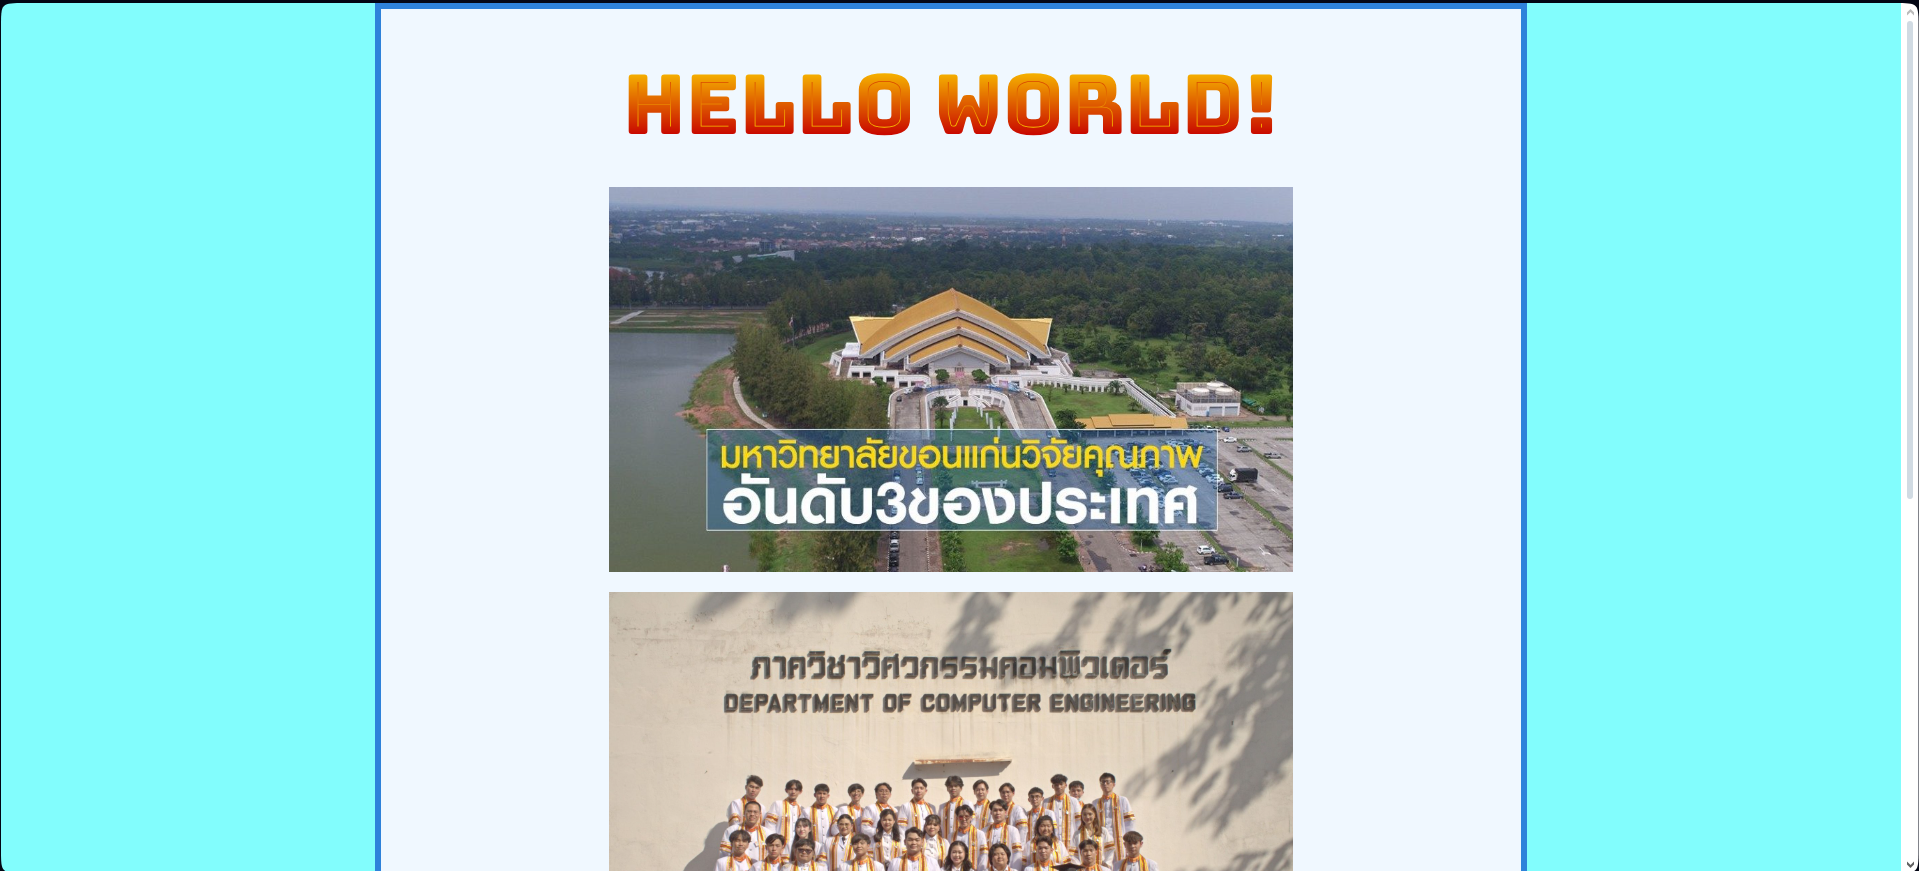 HELLO WORLD!
มหาวิทยาลัยขอนแก่นวิจัยคุณภาพ
อันดับ3ของประเทศ
ภาควิชาวิศวกรรมคอมพิวเตอร์
DEPARTMENT OF COMPUTER ENGINEERING